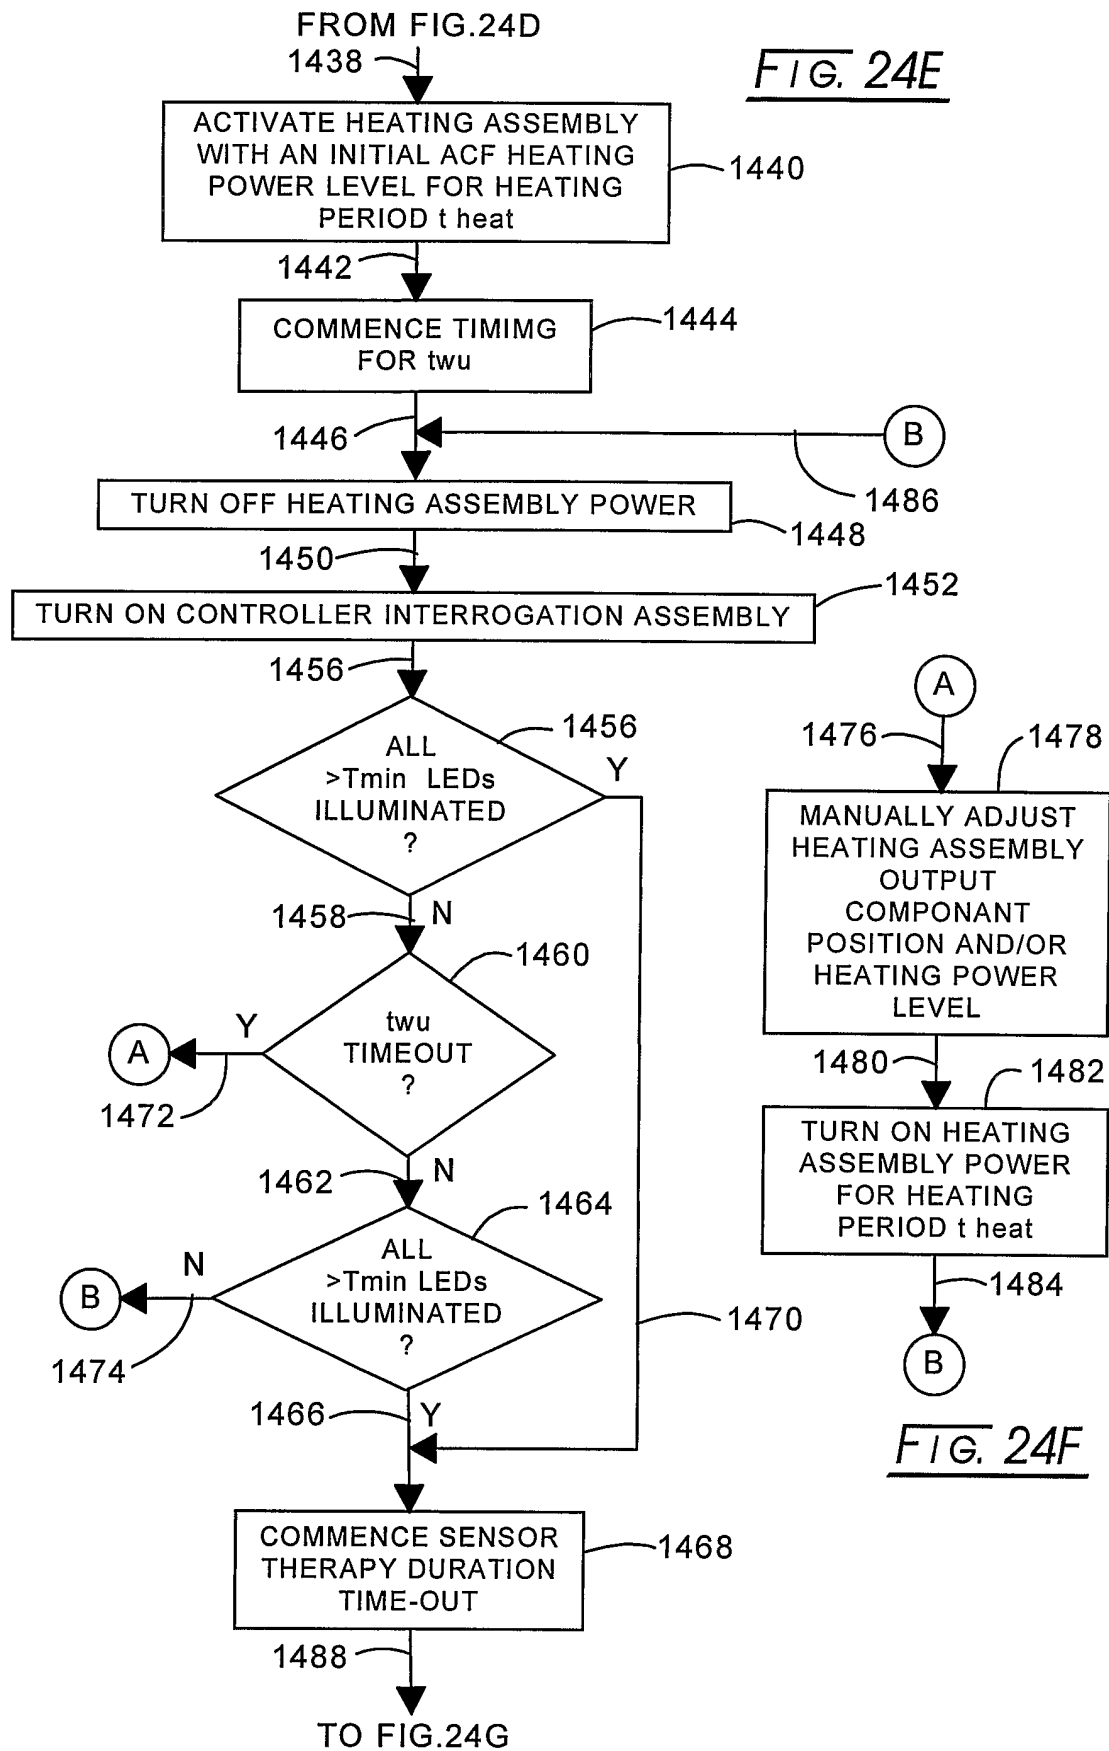 FROM FIG.24D
1438
FIG. 24E
ACTIVATE HEATING ASSEMBLY
WITH AN INITIAL ACF HEATING
POWER LEVEL FOR HEATING
PERIOD t heat
1440
1442
COMMENCE TIMIMG
FOR twu
1444
1446
B
1486
TURN OFF HEATING ASSEMBLY POWER
1448
1450
1452
TURN ON CONTROLLER INTERROGATION ASSEMBLY
1456
1456
ALL
>Tmin LEDs
ILLUMINATED
?
Y
1458
N
1460
twu
TIMEOUT
?
Y
A
1472
1462
N
1464
ALL
>Tmin LEDs
ILLUMINATED
?
N
B
1474
1470
1466
Y
COMMENCE SENSOR
THERAPY DURATION
TIME-OUT
1468
1488
TO FIG.24G
A
1476
1478
MANUALLY ADJUST
HEATING ASSEMBLY
OUTPUT
COMPONANT
POSITION AND/OR
HEATING POWER
LEVEL
1480
1482
TURN ON HEATING
ASSEMBLY POWER
FOR HEATING
PERIOD t heat
1484
B
FIG. 24F